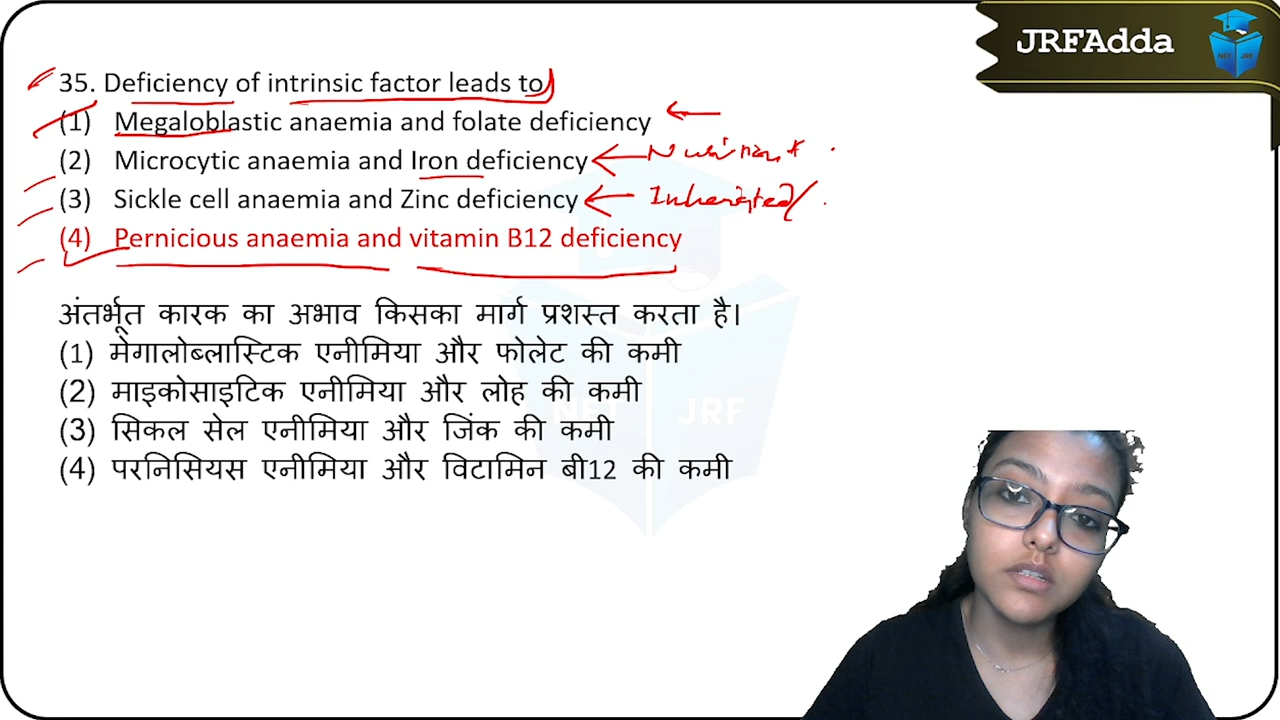 JRFAdda
35. Deficiency of intrinsic factor leads to
(1) Megaloblastic anaemia and folate deficiency
(2) Microcytic anaemia and Iron deficiency
(3) Sickle cell anaemia and Zinc deficiency
Inherited
(4) Pernicious anaemia and vitamin B12 deficiency
अंतर्भूत कारक का अभाव किसका मार्ग प्रशस्त करता है।
(1) मेगालोब्लास्टिक एनीमिया और फोलेट की कमी
(2) माइकोसाइटिक एनीमिया और लोह की कमी
(3) सिकल सेल एनीमिया और जिंक की कमी
(4) परनिसियस एनीमिया और विटामिन बी12 की कमी
NET JRF